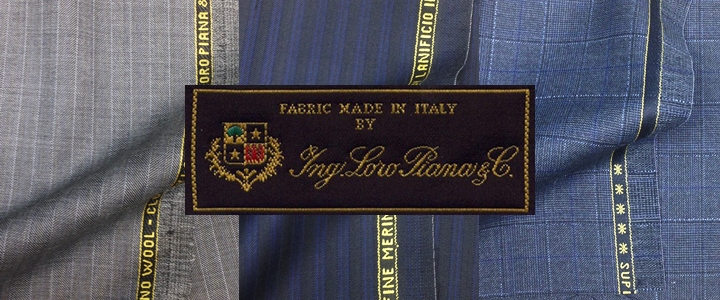 ORO PIANA &
NO WOOL - C
LANIFICIO I
FINE MERIN
***** SUP
FABRIC MADE IN ITALY
BY
Ing. Loro Piana & C.